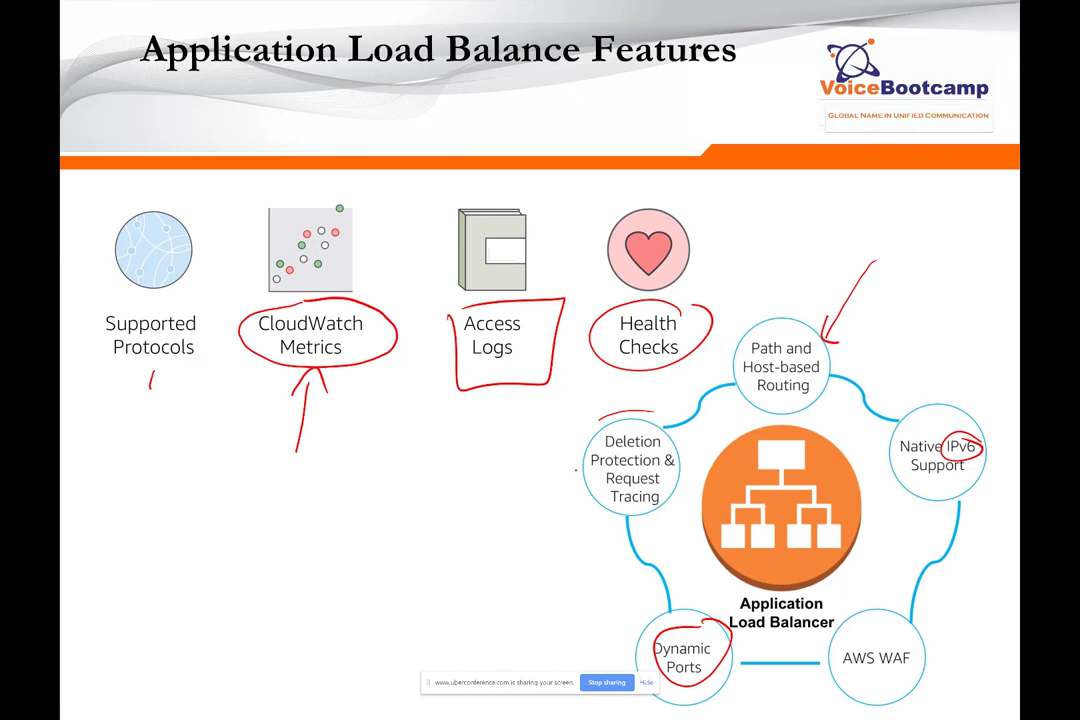 Application Load Balance Features
VoiceBootcamp
GLOBAL NAME IN UNIFIED COMMUNICATION
Supported
Protocols
CloudWatch
Metrics
Access
Logs
Health
Checks
Path and
Host-based
Routing
Deletion
Protection &
Request
Tracing
Native IPv6
Support
Application
Load Balancer
Dynamic
Ports
AWS WAF
www.uberconference.com is sharing your screen.
Stop sharing
Hide